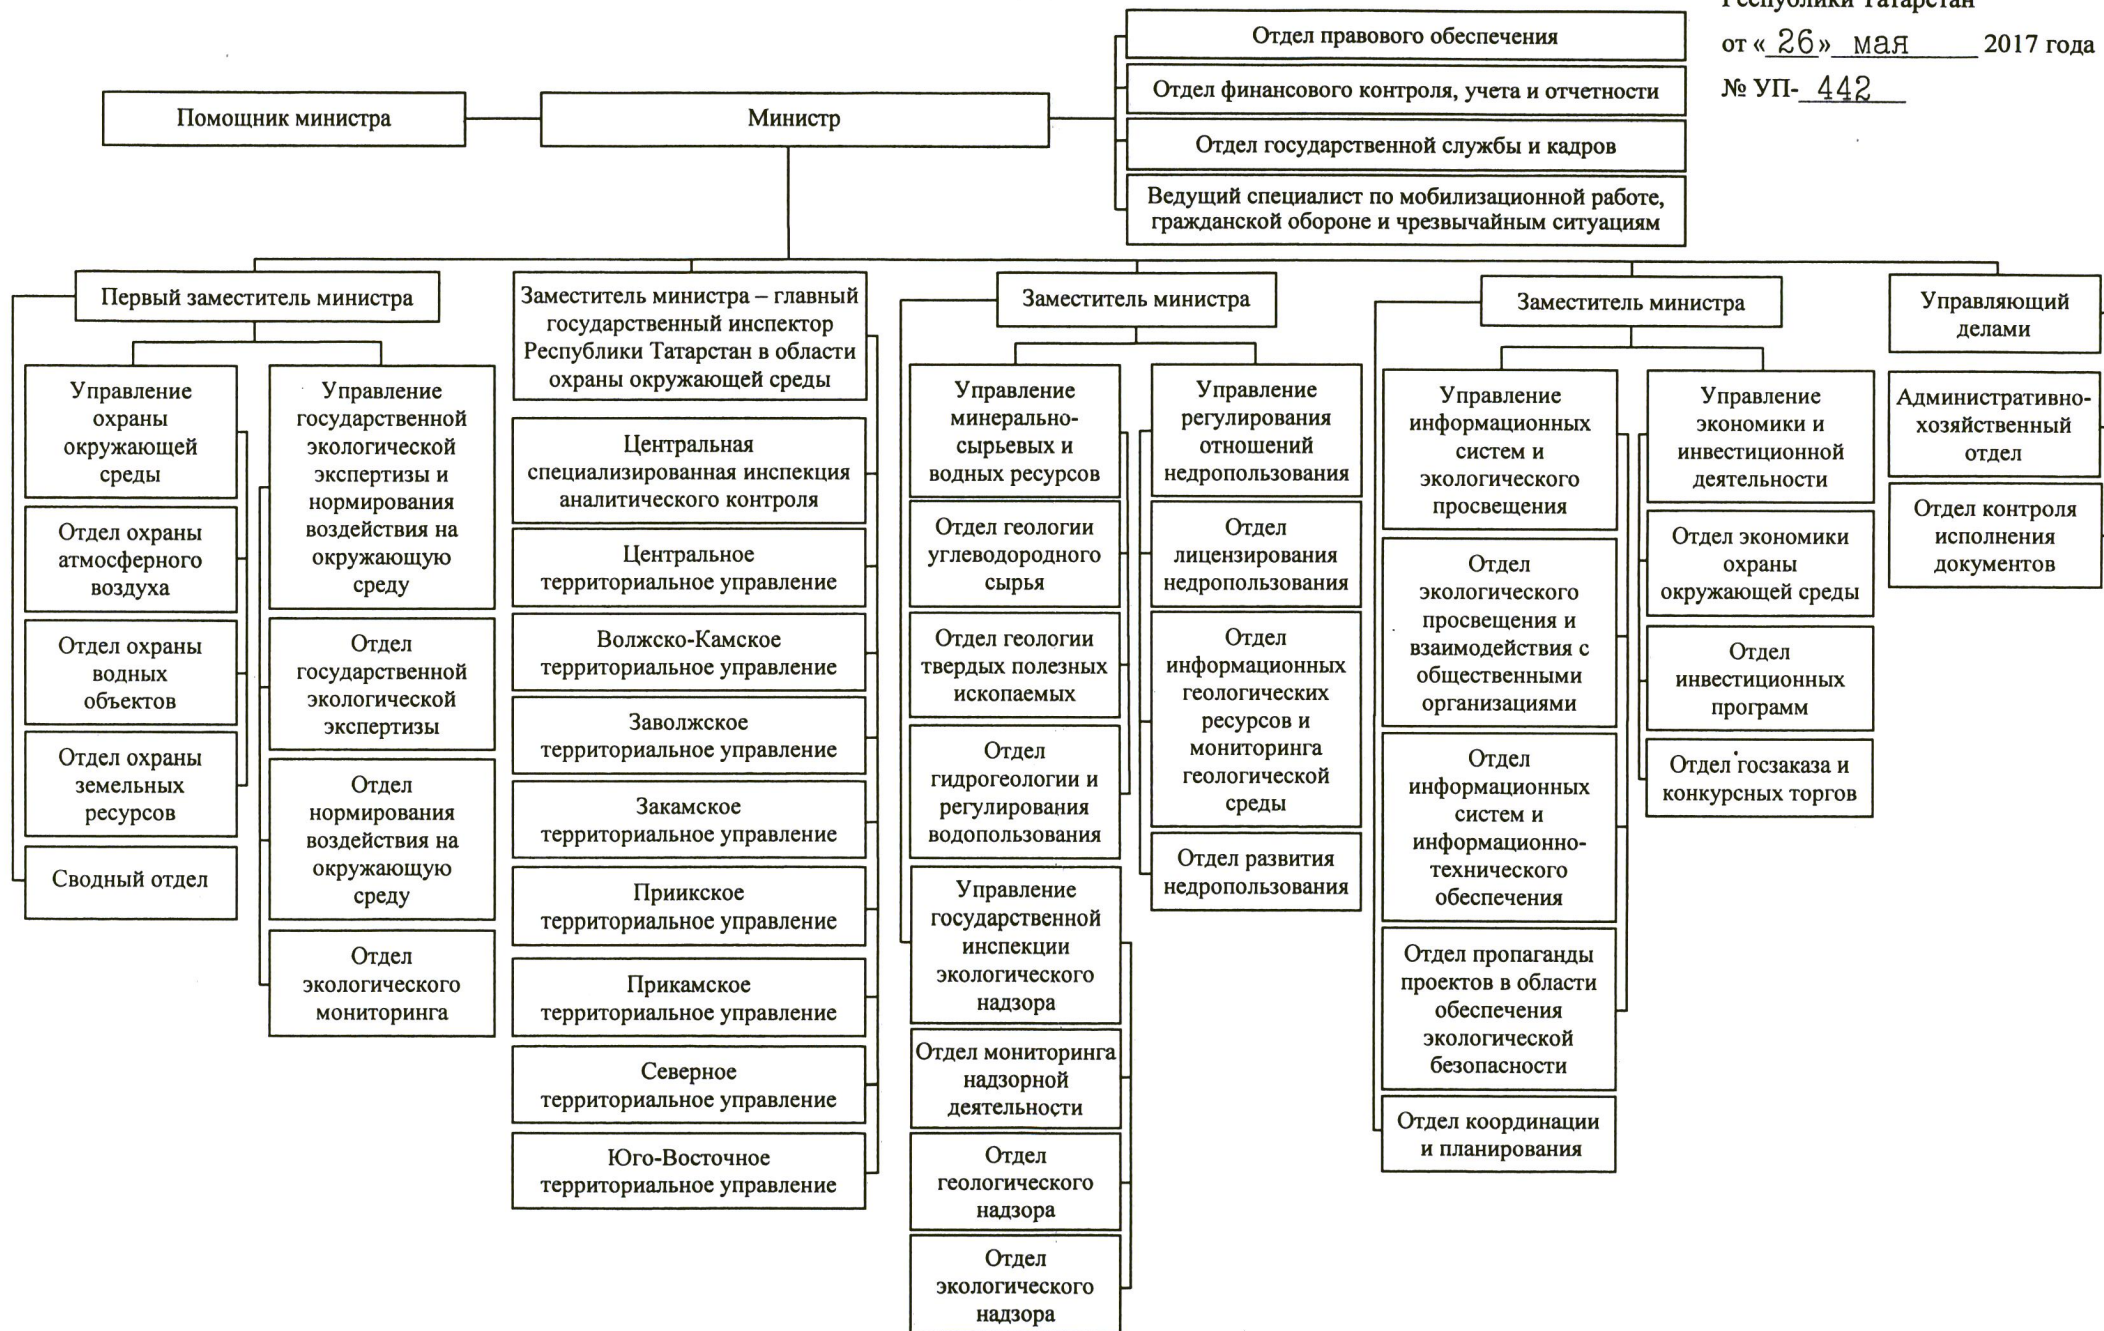 Республики Татарстан
от «26» мая 2017 года
№ УП- 442
Помощник министра
Министр
Отдел правового обеспечения
Отдел финансового контроля, учета и отчетности
Отдел государственной службы и кадров
Ведущий специалист по мобилизационной работе,
гражданской обороне и чрезвычайным ситуациям
Первый заместитель министра
Управление
охраны
окружающей
среды
Отдел охраны
атмосферного
воздуха
Отдел охраны
водных
объектов
Отдел охраны
земельных
ресурсов
Сводный отдел
Управление
государственной
экологической
экспертизы и
нормирования
воздействия на
окружающую
среду
Отдел
государственной
экологической
экспертизы
Отдел
нормирования
воздействия на
окружающую
среду
Отдел
экологического
мониторинга
Заместитель министра – главный
государственный инспектор
Республики Татарстан в области
охраны окружающей среды
Центральная
специализированная инспекция
аналитического контроля
Центральное
территориальное управление
Волжско-Камское
территориальное управление
Заволжское
территориальное управление
Закамское
территориальное управление
Приикское
территориальное управление
Прикамское
территориальное управление
Северное
территориальное управление
Юго-Восточное
территориальное управление
Заместитель министра
Управление
минерально-
сырьевых и
водных ресурсов
Отдел геологии
углеводородного
сырья
Отдел геологии
твердых полезных
ископаемых
Отдел
гидрогеологии и
регулирования
водопользования
Управление
государственной
инспекции
экологического
надзора
Отдел мониторинга
надзорной
деятельности
Отдел
геологического
надзора
Отдел
экологического
надзора
Управление
регулирования
отношений
недропользования
Отдел
лицензирования
недропользования
Отдел
информационных
геологических
ресурсов и
мониторинга
геологической
среды
Отдел развития
недропользования
Заместитель министра
Управление
информационных
систем и
экологического
просвещения
Отдел
экологического
просвещения и
взаимодействия с
общественными
организациями
Отдел
информационных
систем и
информационно-
технического
обеспечения
Отдел пропаганды
проектов в области
обеспечения
экологической
безопасности
Отдел координации
и планирования
Управление
экономики и
инвестиционной
деятельности
Отдел экономики
охраны
окружающей среды
Отдел
инвестиционных
программ
Отдел госзаказа и
конкурсных торгов
Управляющий
делами
Административно-
хозяйственный
отдел
Отдел контроля
исполнения
документов